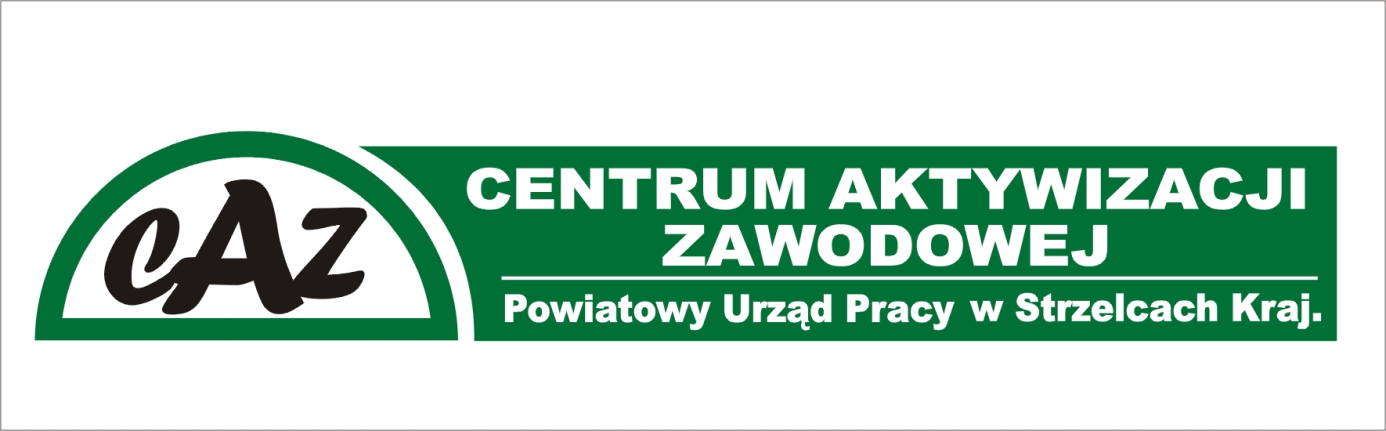 CAZ
CENTRUM AKTYWIZACJI
ZAWODOWEJ
Powiatowy Urząd Pracy w Strzelcach Kraj.